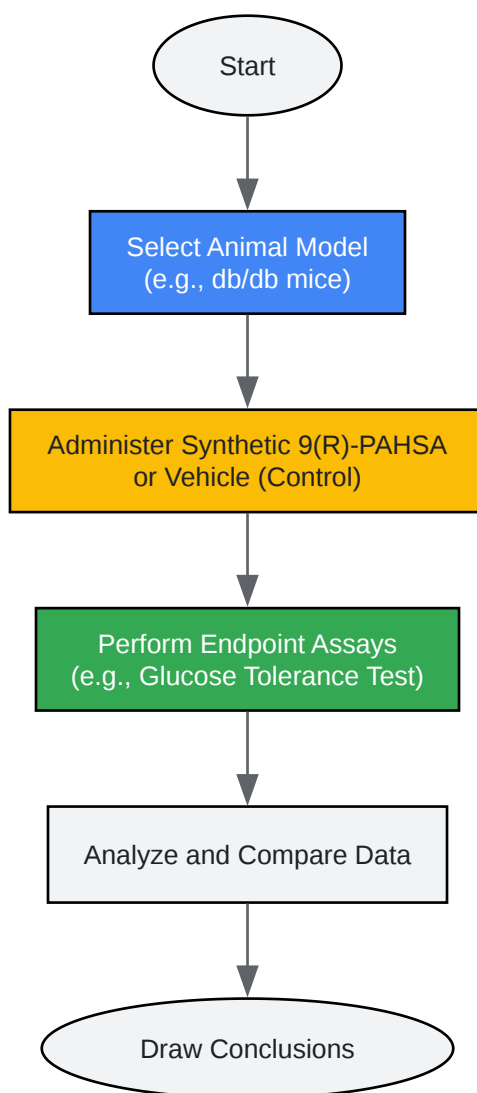 Start
Select Animal Model
(e.g., db/db mice)
Administer Synthetic 9(R)-PAHSA
or Vehicle (Control)
Perform Endpoint Assays
(e.g., Glucose Tolerance Test)
Analyze and Compare Data
Draw Conclusions